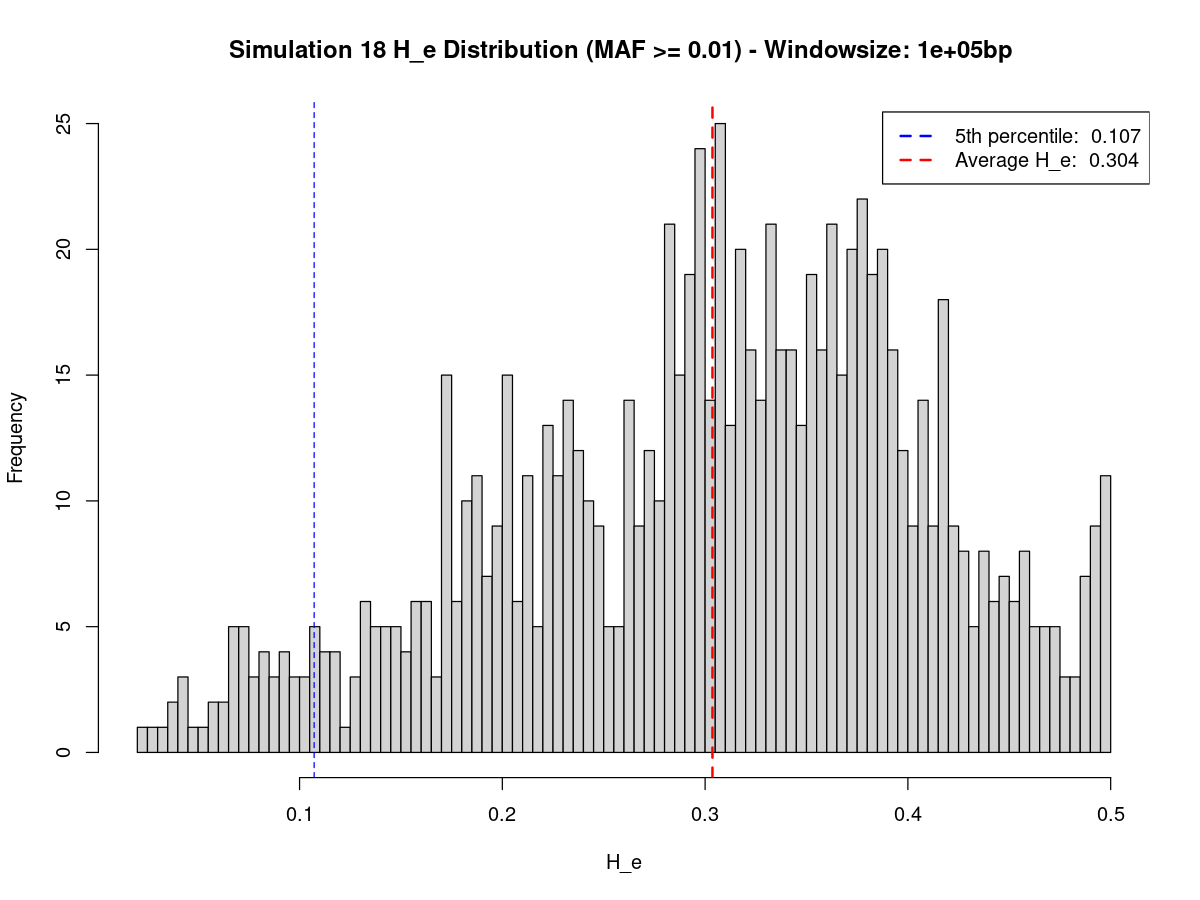 Simulation 18 H_e Distribution (MAF >= 0.01) - Windowsize: 1e+05bp
5th percentile: 0.107
Average H_e: 0.304
Frequency
25
20
15
10
5
0
0.1 0.2 0.3 0.4 0.5
H_e